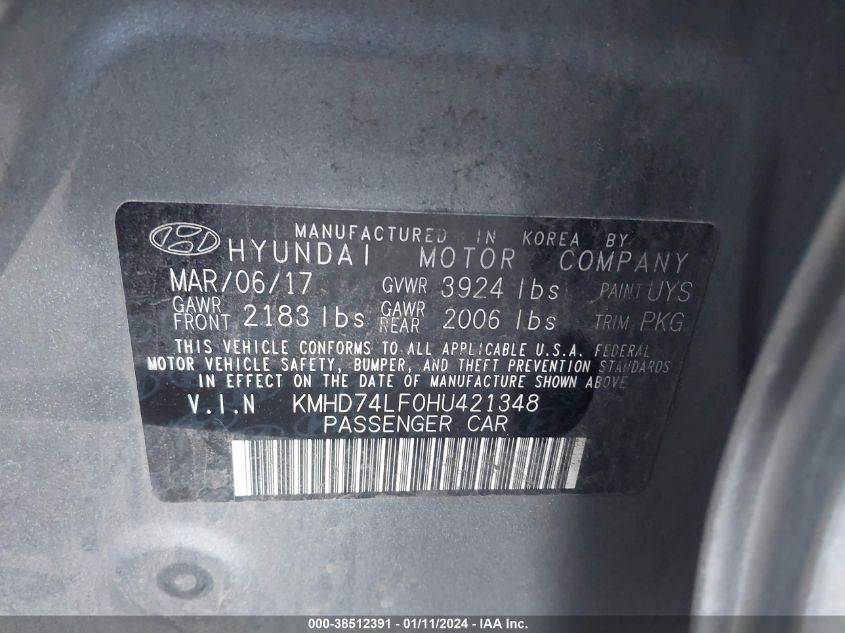 MANUFACTURED IN KOREA BY
HYUNDAI MOTOR COMPANY
MAR/06/17 GVWR 3924 lbs PAINT UYS
GAWR FRONT 2183 lbs GAWR REAR 2006 lbs TRIM PKG
THIS VEHICLE CONFORMS TO ALL APPLICABLE U.S.A. FEDERAL
MOTOR VEHICLE SAFETY, BUMPER, AND THEFT PREVENTION STANDARDS
IN EFFECT ON THE DATE OF MANUFACTURE SHOWN ABOVE.
V.I.N KMHD74LF0HU421348
PASSENGER CAR
000-38512391 - 01/11/2024 - IAA Inc.